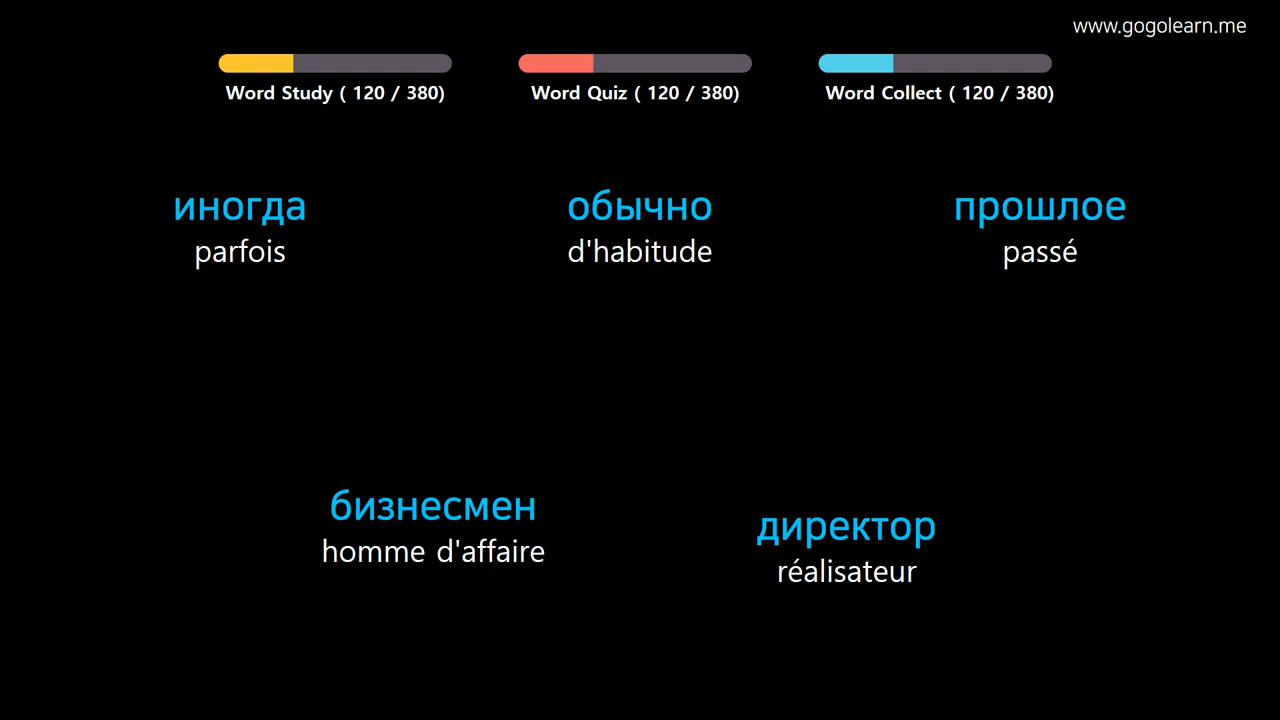 www.gogolearn.me
Word Study ( 120 / 380)
Word Quiz ( 120 / 380)
Word Collect ( 120 / 380)
иногда
parfois
обычно
d'habitude
прошлое
passé
бизнесмен
homme d'affaire
директор
réalisateur